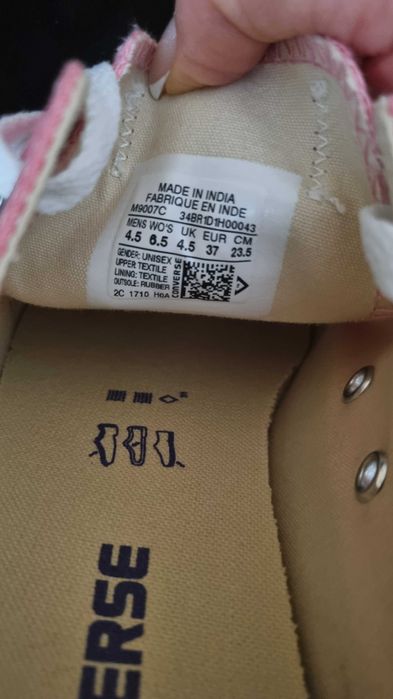 MADE IN INDIA
FABRIQUE EN INDE
M9007C 34BR1D1H00043
MENS WO'S UK EUR CM
4.5 6.5 4.5 37 23.5
GENDER: UNISEX
UPPER: TEXTILE
LINING: TEXTILE
OUTSOLE: RUBBER
2C 1710 H6A
CONVERSE
ERSE